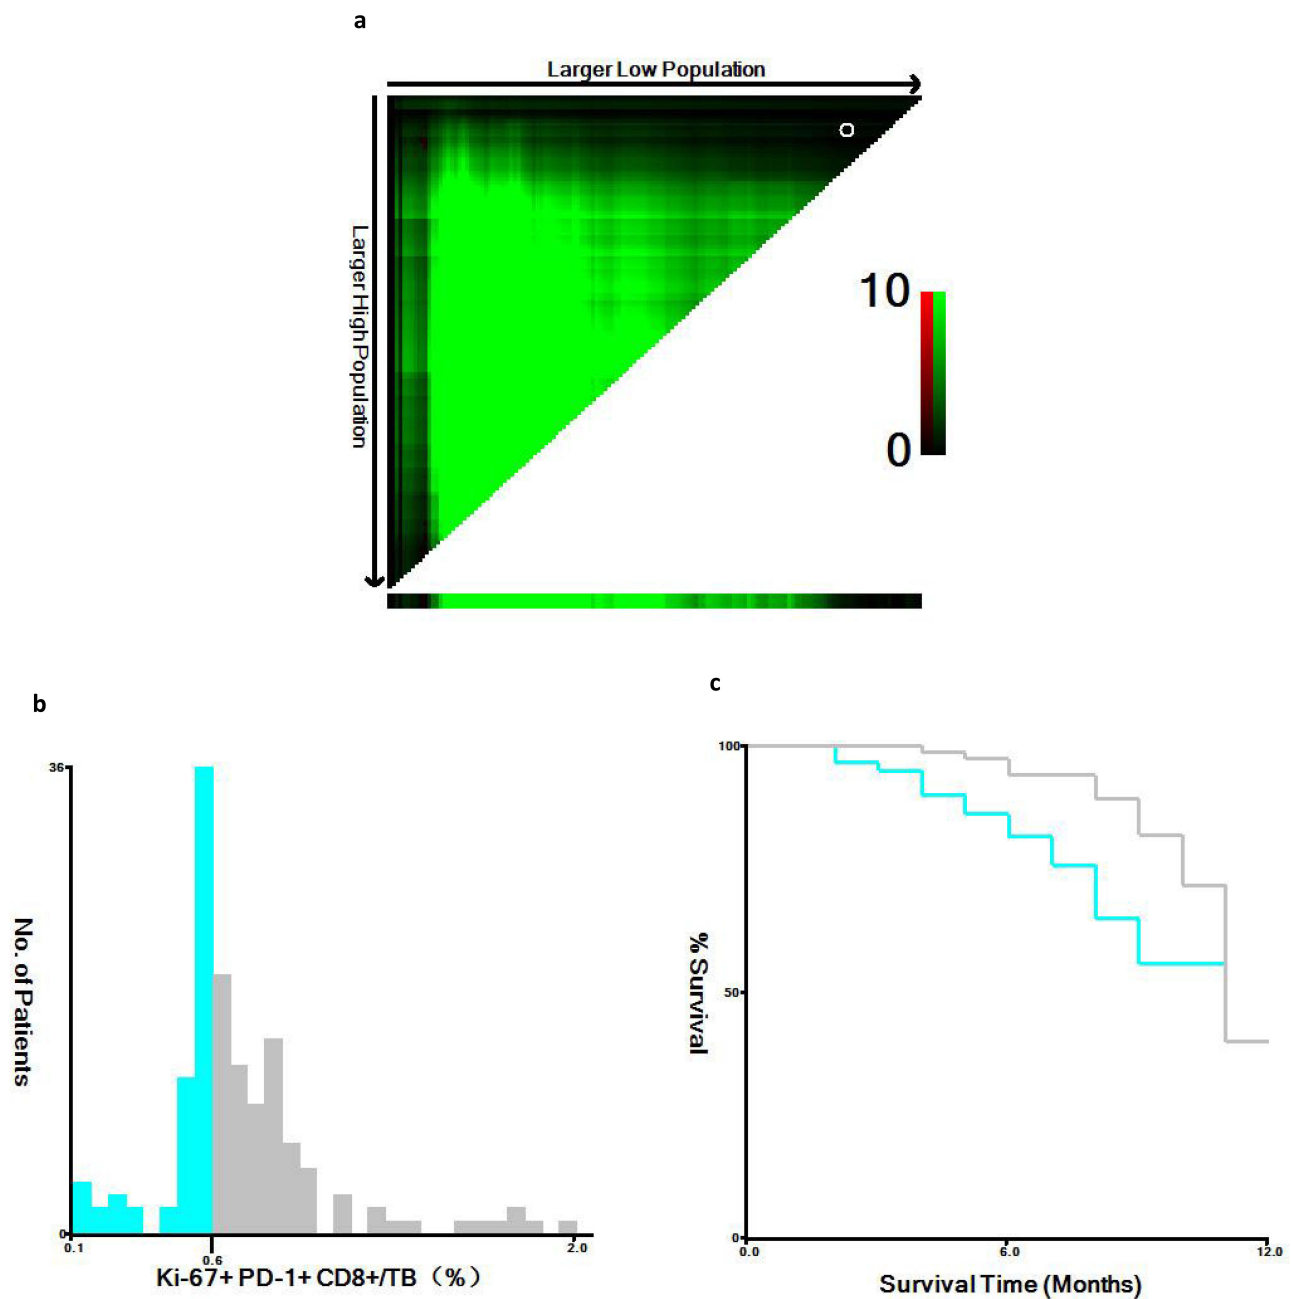 a
Larger Low Population
Larger High Population
10
0
b
c
36
0
No. of Patients
0.1
0.6
2.0
Ki-67+ PD-1+ CD8+/TB（%）
100
50
0
% Survival
0.0
6.0
12.0
Survival Time (Months)